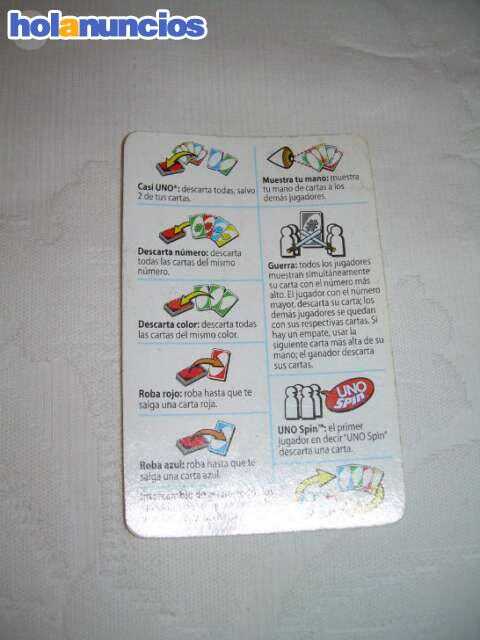 holanuncios
Casi UNO®: descarta todas, salvo
2 de tus cartas.
Descarta número: descarta
todas las cartas del mismo
número.
Descarta color: descarta todas
las cartas del mismo color.
Roba rojo: roba hasta que te
salga una carta roja.
Roba azul: roba hasta que te
salga una carta azul.
Intercambio de
Muestra tu mano: muestra
tu mano de cartas a los
demás jugadores.
Guerra: todos los jugadores
muestran simultáneamente
su carta con el número más
alto. El jugador con el número
mayor, descarta su carta; los
demás jugadores se quedan
con sus respectivas cartas. Si
hay un empate, usar la
siguiente carta más alta de su
mano; el ganador descarta
sus cartas.
UNO
SPIN
UNO Spin™: el primer
jugador en decir "UNO Spin"
descarta una carta.